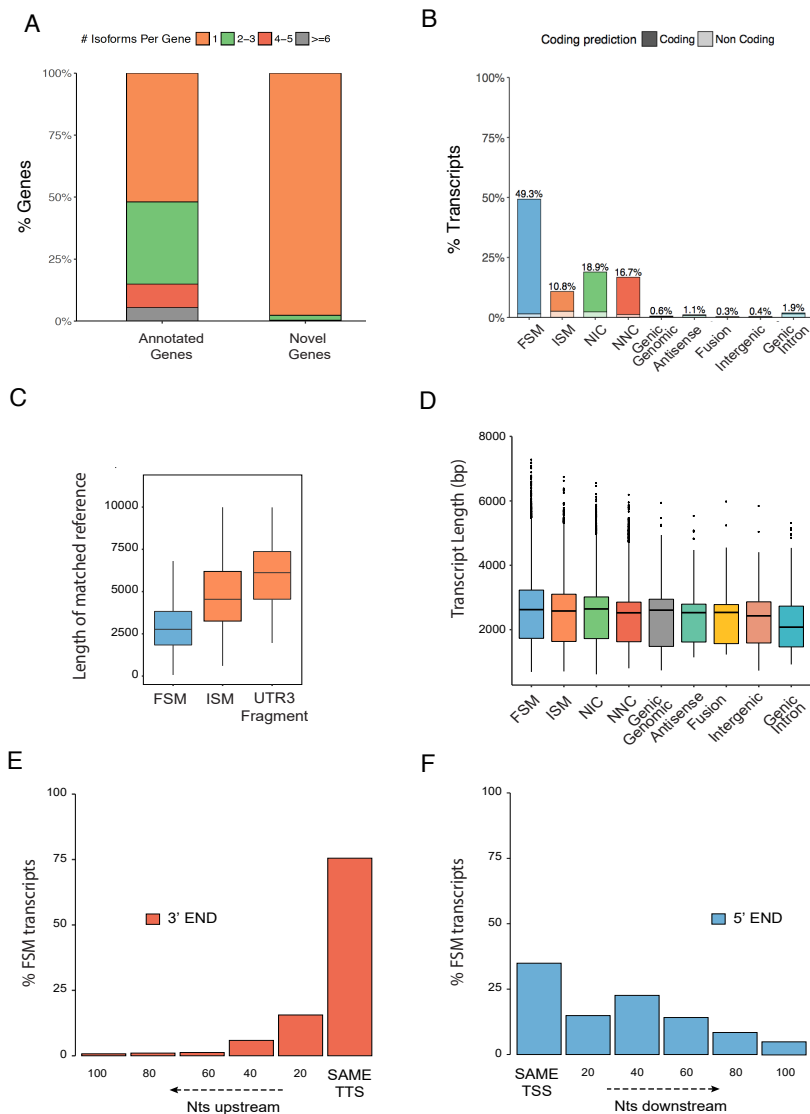 A
# Isoforms Per Gene 1 2–3 4–5 >=6
% Genes
100%
75%
50%
25%
0%
Annotated Genes
Novel Genes
B
Coding prediction Coding Non Coding
% Transcripts
100%
75%
50%
25%
0%
49.3%
10.8%
18.9%
16.7%
0.6%
1.1%
0.3%
0.4%
1.9%
FSM
ISM
NIC
NNC
Genic Genomic
Antisense
Fusion
Intergenic
Genic Intron
C
Length of matched reference
10000
7500
5000
2500
0
FSM
ISM
UTR3 Fragment
D
Transcript Length (bp)
8000
6000
4000
2000
FSM
ISM
NIC
NNC
Genic Genomic
Antisense
Fusion
Intergenic
Genic Intron
E
% FSM transcripts
100
75
50
25
0
3' END
100 80 60 40 20 SAME TTS
Nts upstream
F
% FSM transcripts
100
75
50
25
0
5' END
SAME TSS 20 40 60 80 100
Nts downstream